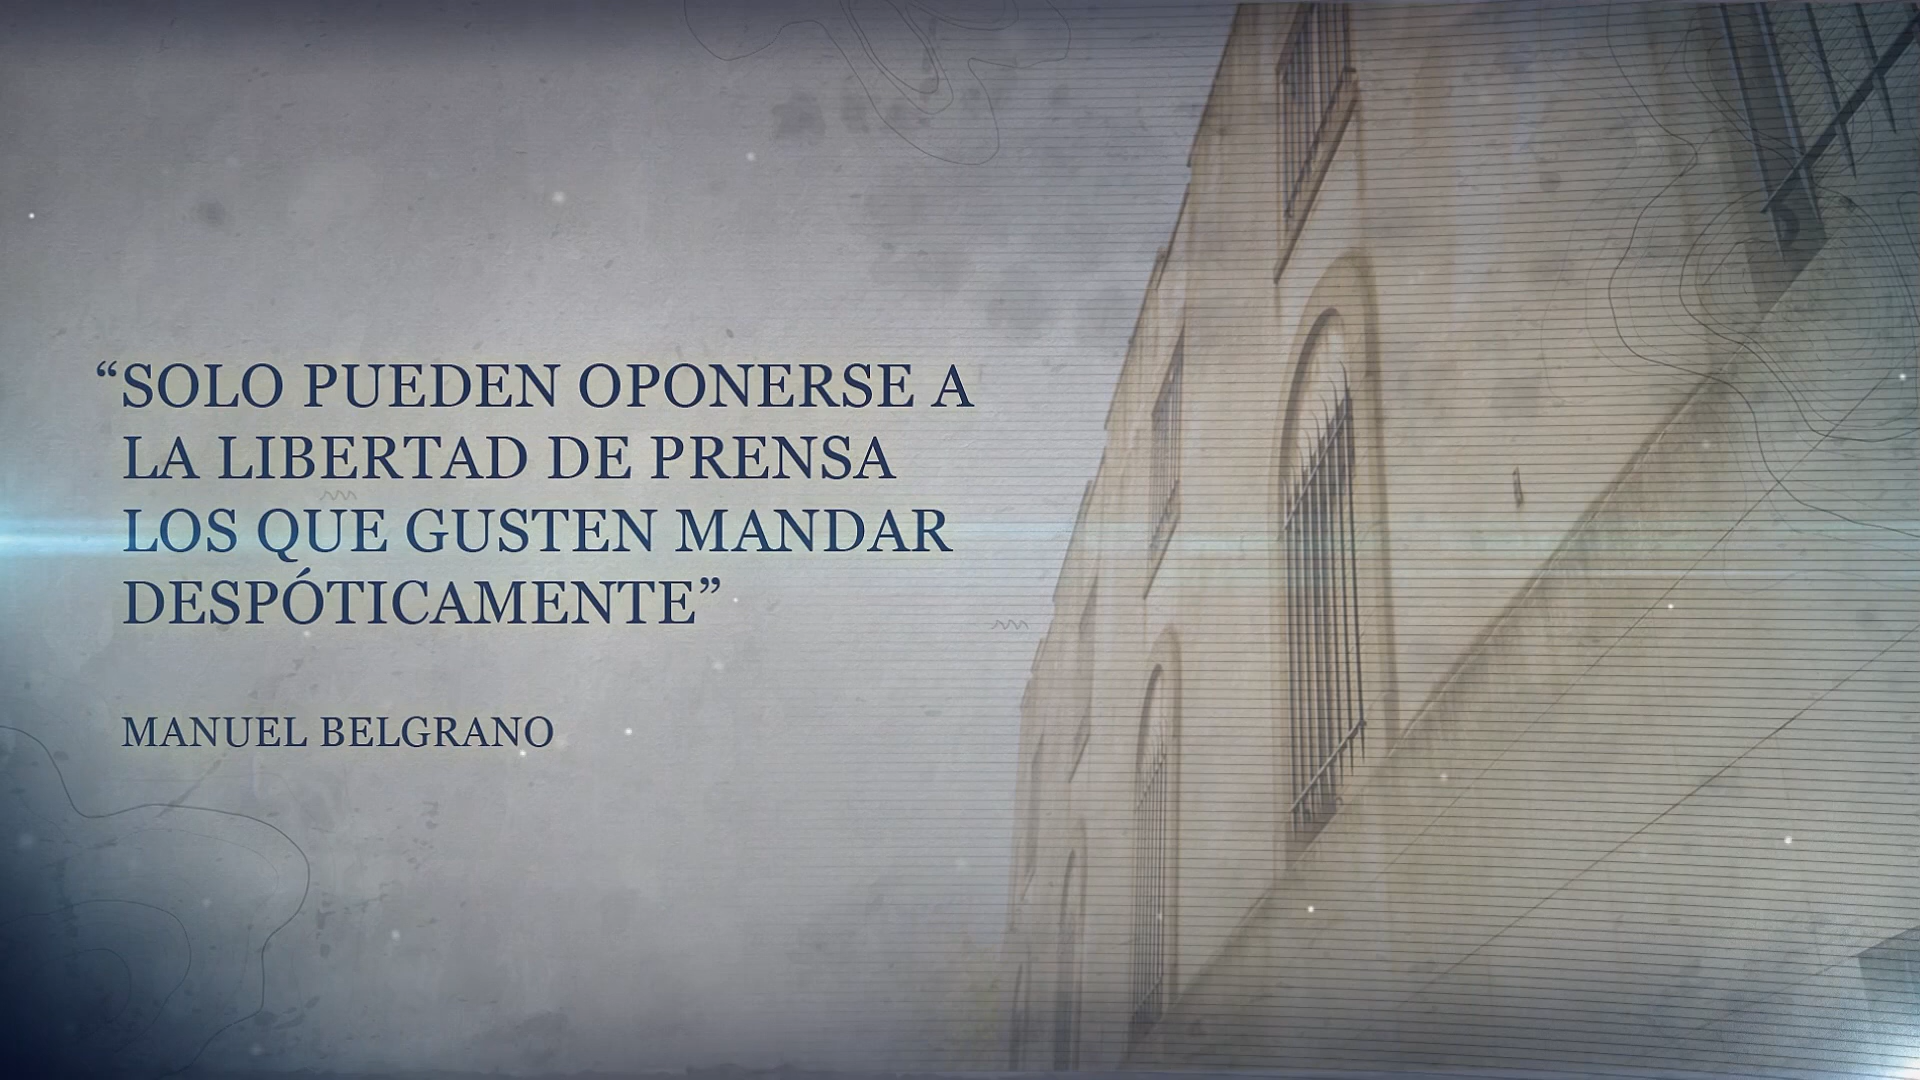 “SOLO PUEDEN OPONERSE A
LA LIBERTAD DE PRENSA
LOS QUE GUSTEN MANDAR
DESPÓTICAMENTE”
MANUEL BELGRANO